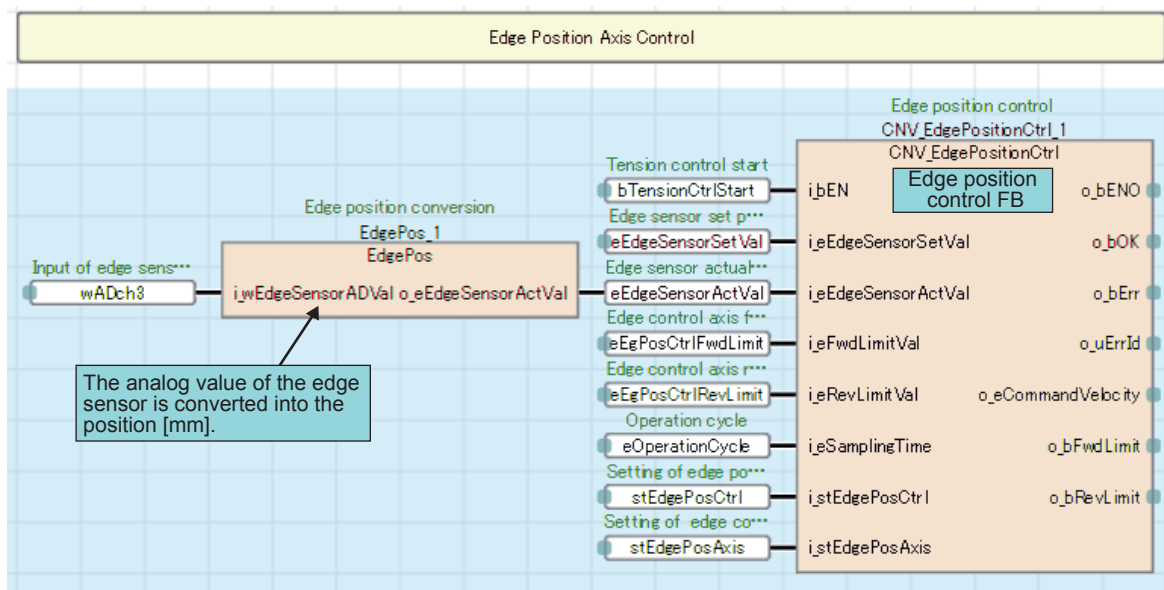 Edge Position Axis Control
Edge position control
CNV_EdgePositionCtrl_1
CNV_EdgePositionCtrl
Edge position
control FB
Tension control start
bTensionCtrlStart
i_bEN
o_bENO
Edge sensor set p···
eEdgeSensorSetVal
i_eEdgeSensorSetVal
o_bOK
Edge position conversion
EdgePos_1
EdgePos
Input of edge sens···
wADch3
i_wEdgeSensorADVal
o_eEdgeSensorActVal
Edge sensor actual···
eEdgeSensorActVal
i_eEdgeSensorActVal
o_bErr
Edge control axis f···
eEgPosCtrlFwdLimit
i_eFwdLimitVal
o_uErrId
Edge control axis r···
eEgPosCtrlRevLimit
i_eRevLimitVal
o_eCommandVelocity
The analog value of the edge
sensor is converted into the
position [mm].
Operation cycle
eOperationCycle
i_eSamplingTime
o_bFwdLimit
Setting of edge po···
stEdgePosCtrl
i_stEdgePosCtrl
o_bRevLimit
Setting of edge co···
stEdgePosAxis
i_stEdgePosAxis